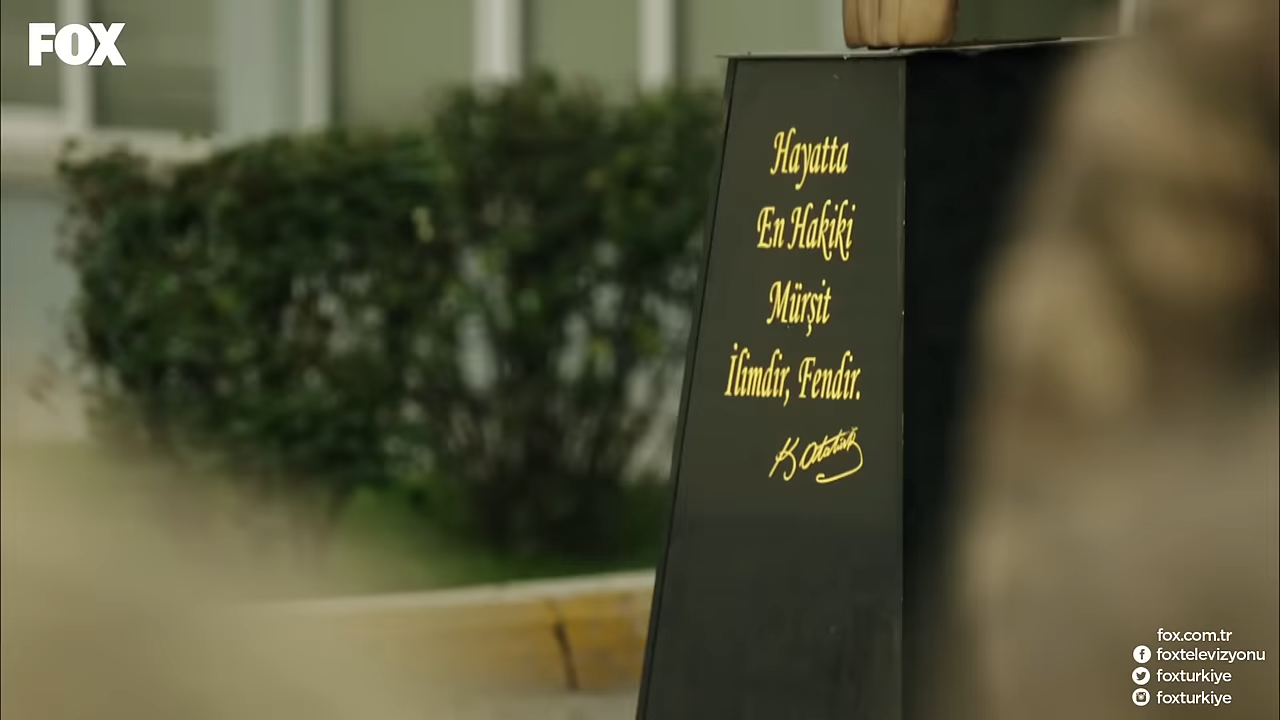 FOX
Hayatta
En Hakiki
Mürşit
İlimdir, Fendir.
K. Atatürk
fox.com.tr
foxtelevizyonu
foxturkiye
foxturkiye